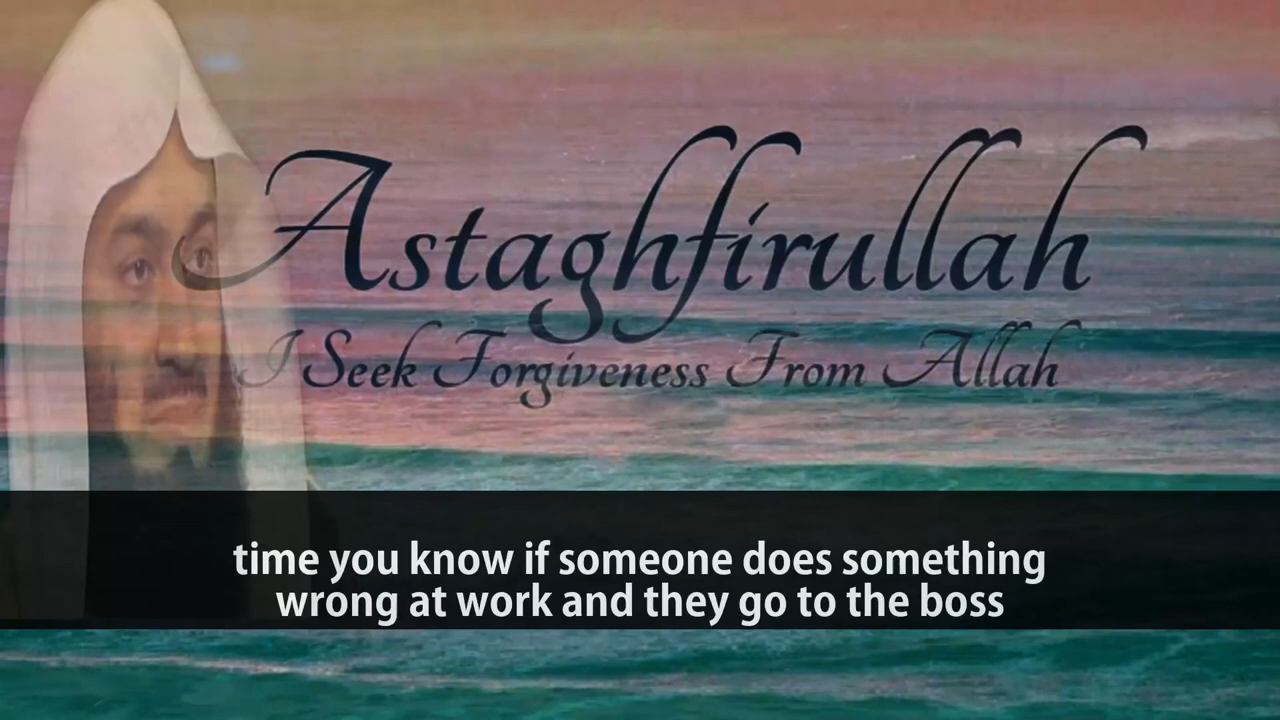 Astaghfirullah
I Seek Forgiveness From Allah
time you know if someone does something
wrong at work and they go to the boss